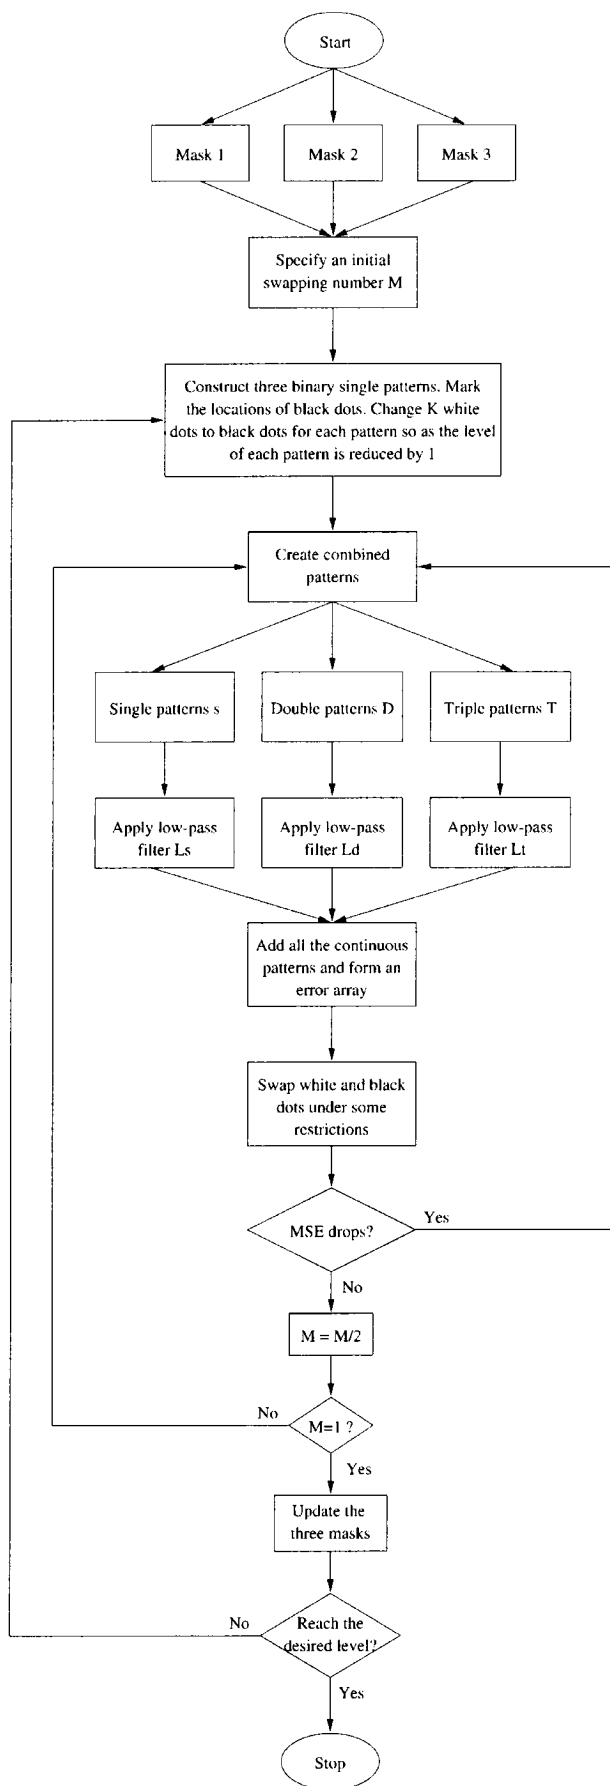 Start
Mask 1
Mask 2
Mask 3
Specify an initial
swapping number M
Construct three binary single patterns. Mark
the locations of black dots. Change K white
dots to black dots for each pattern so as the level
of each pattern is reduced by 1
Create combined
patterns
Single patterns s
Double patterns D
Triple patterns T
Apply low-pass
filter Ls
Apply low-pass
filter Ld
Apply low-pass
filter Lt
Add all the continuous
patterns and form an
error array
Swap white and black
dots under some
restrictions
MSE drops?
Yes
No
M = M/2
No
M=1 ?
Yes
Update the
three masks
No
Reach the
desired level?
Yes
Stop